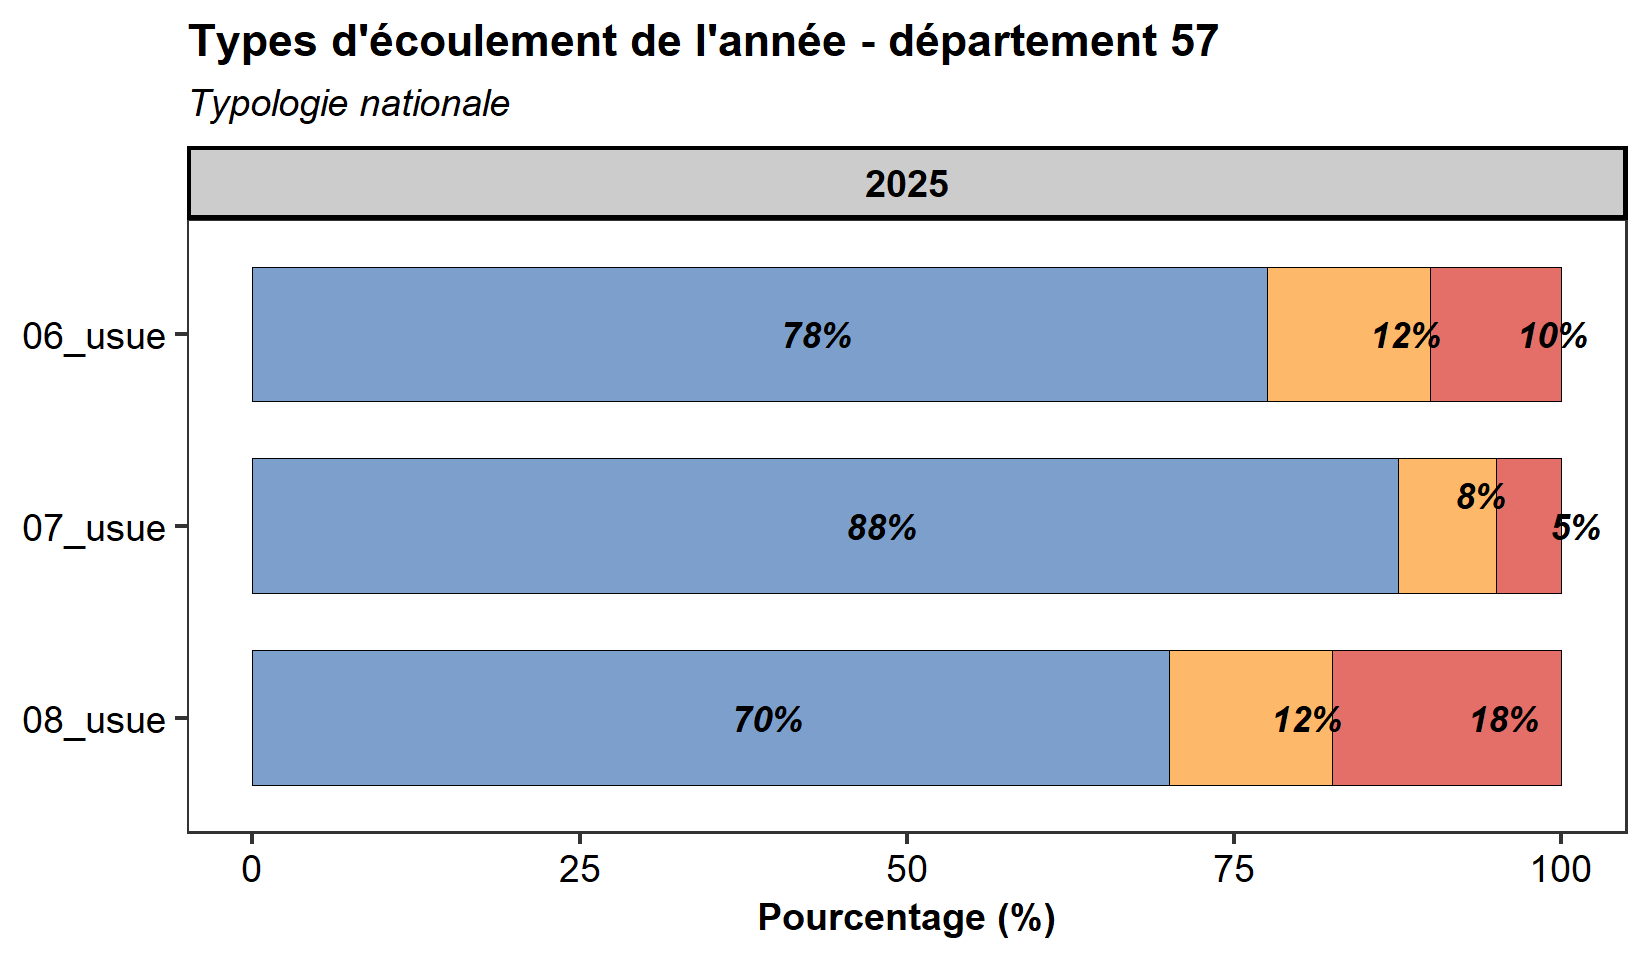 Types d'écoulement de l'année - département 57
Typologie nationale
2025
06_usue
78%
12%
10%
07_usue
88%
8%
5%
08_usue
70%
12%
18%
0
25
50
75
100
Pourcentage (%)